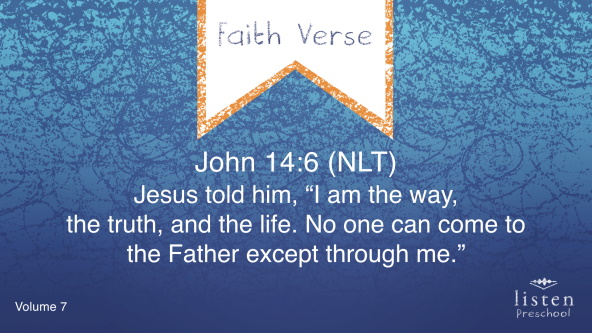 Faith Verse
John 14:6 (NLT)
Jesus told him, “I am the way,
the truth, and the life. No one can come to
the Father except through me.”
Volume 7
listen
Preschool